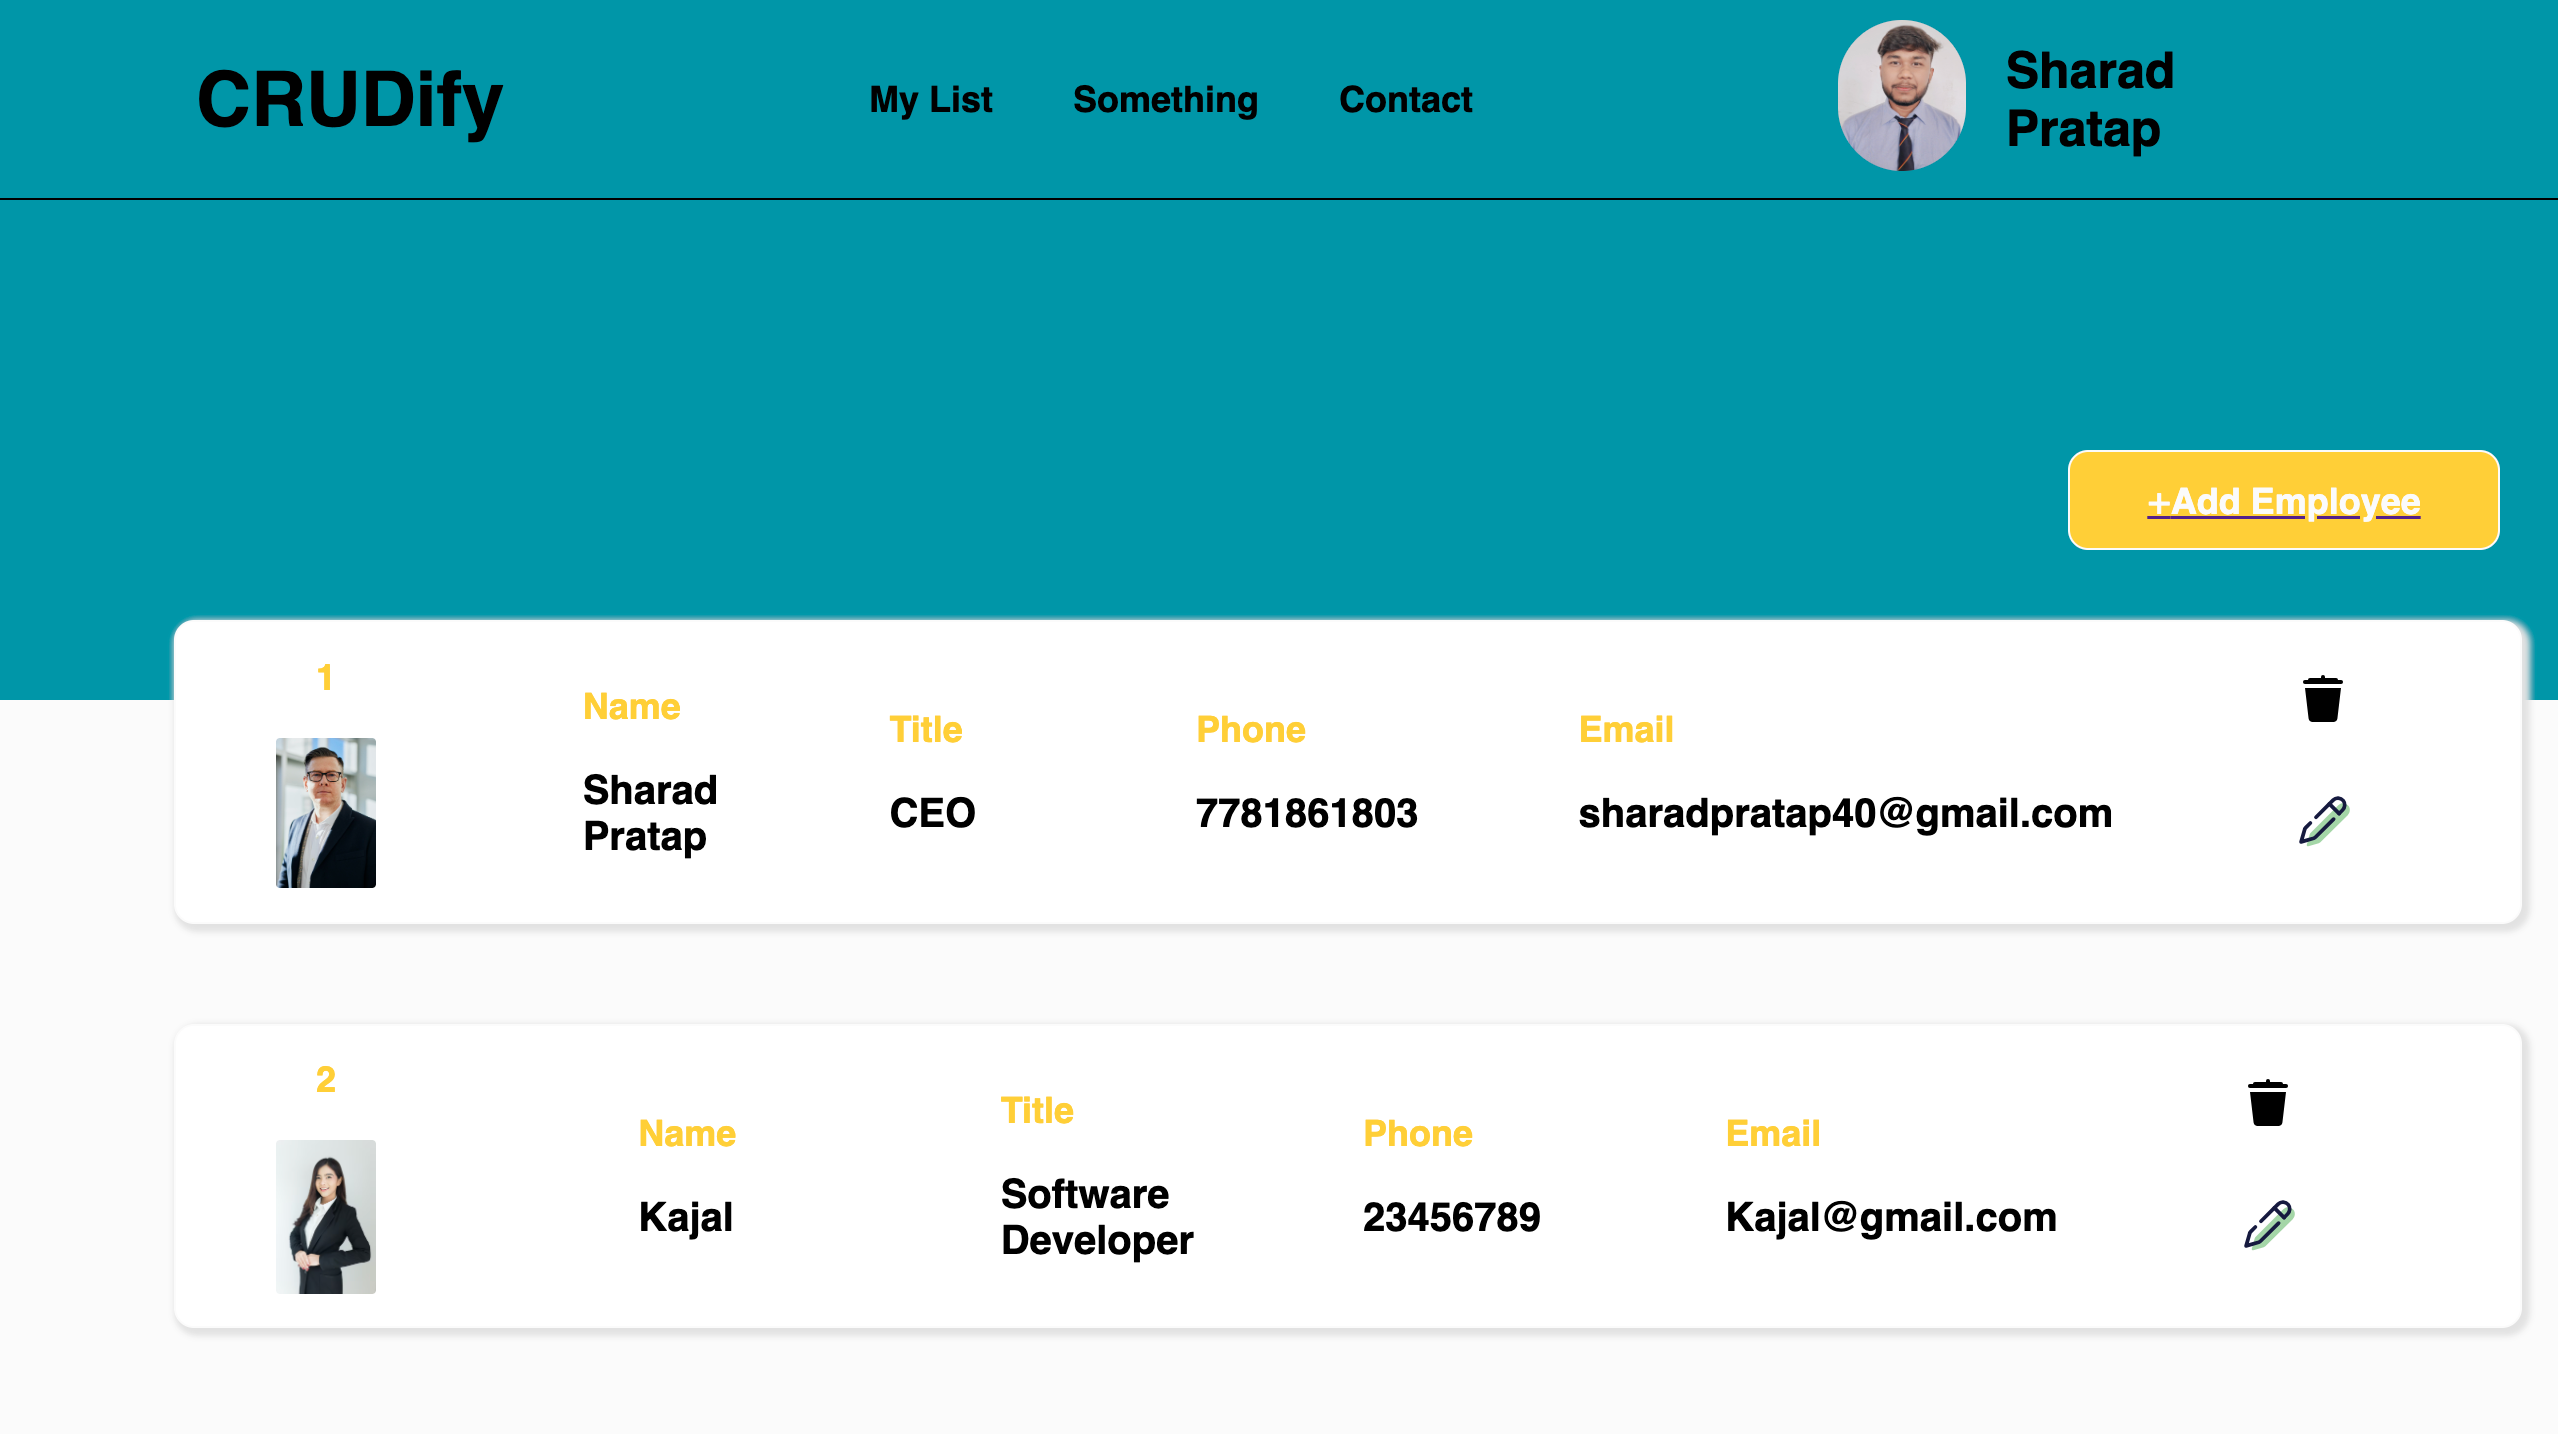 CRUDify
My List
Something
Contact
Sharad
Pratap
+Add Employee
1
Name
Sharad
Pratap
Title
CEO
Phone
7781861803
Email
sharadpratap40@gmail.com
2
Name
Kajal
Title
Software
Developer
Phone
23456789
Email
Kajal@gmail.com